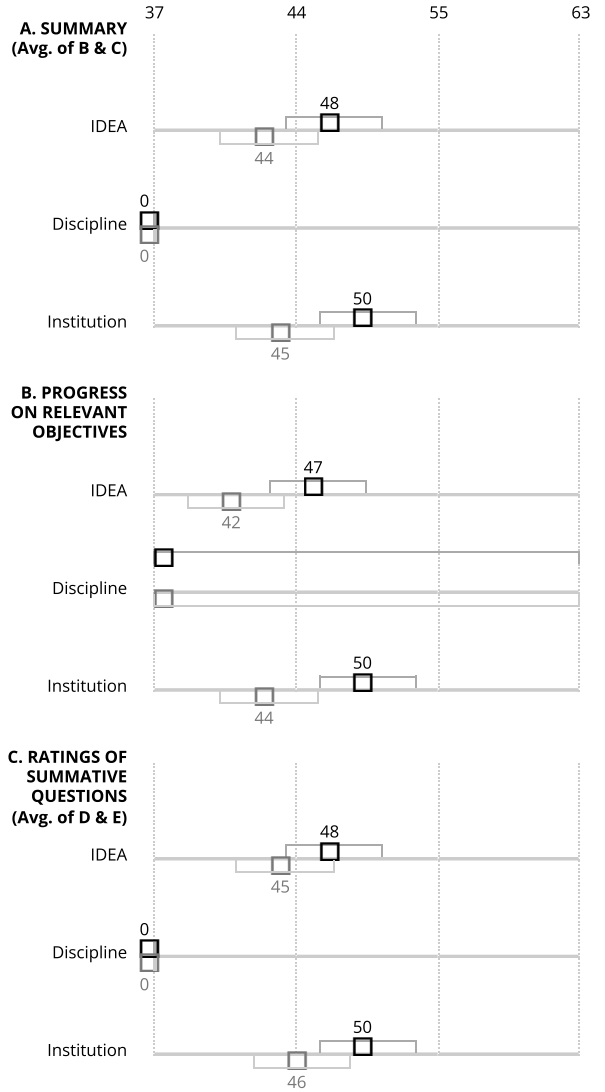 37 44 55 63
A. SUMMARY
(Avg. of B & C)
48
IDEA
44
0
Discipline
0
50
Institution
45
B. PROGRESS
ON RELEVANT
OBJECTIVES
47
IDEA
42
Discipline
50
Institution
44
C. RATINGS OF
SUMMATIVE
QUESTIONS
(Avg. of D & E)
48
IDEA
45
0
Discipline
0
50
Institution
46